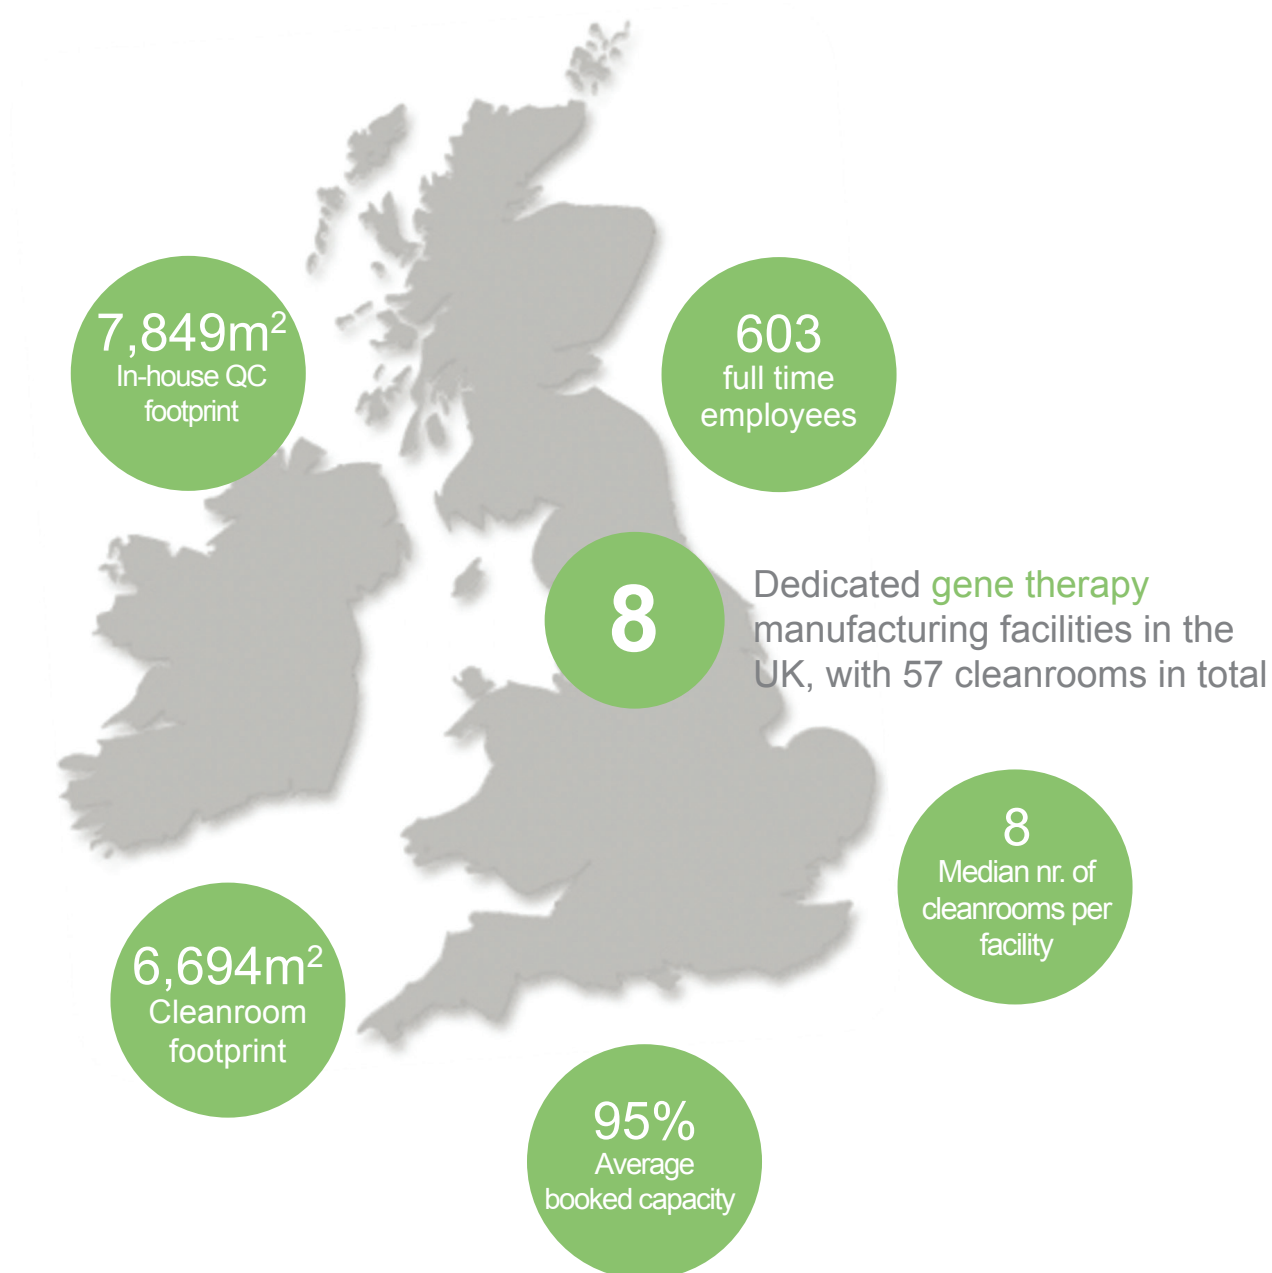 7,849m²
In-house QC
footprint
603
full time
employees
8
Dedicated gene therapy
manufacturing facilities in the
UK, with 57 cleanrooms in total
8
Median nr. of
cleanrooms per
facility
6,694m²
Cleanroom
footprint
95%
Average
booked capacity